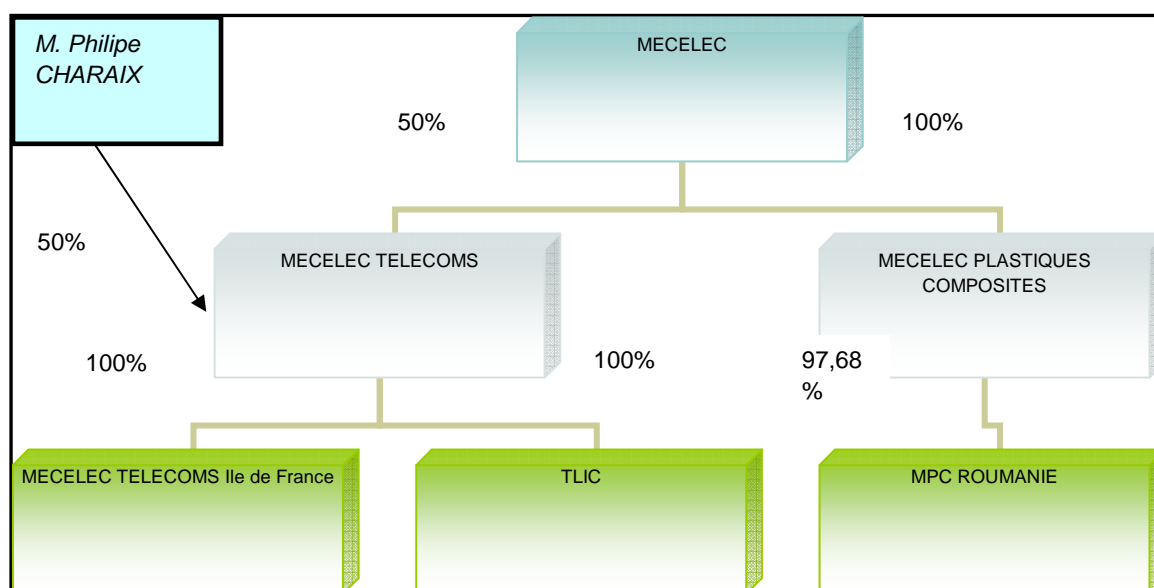 M. Philipe
CHARAIX
MECELEC
50%
100%
50%
MECELEC TELECOMS
MECELEC PLASTIQUES
COMPOSITES
100%
100%
97,68
%
MECELEC TELECOMS Ile de France
TLIC
MPC ROUMANIE